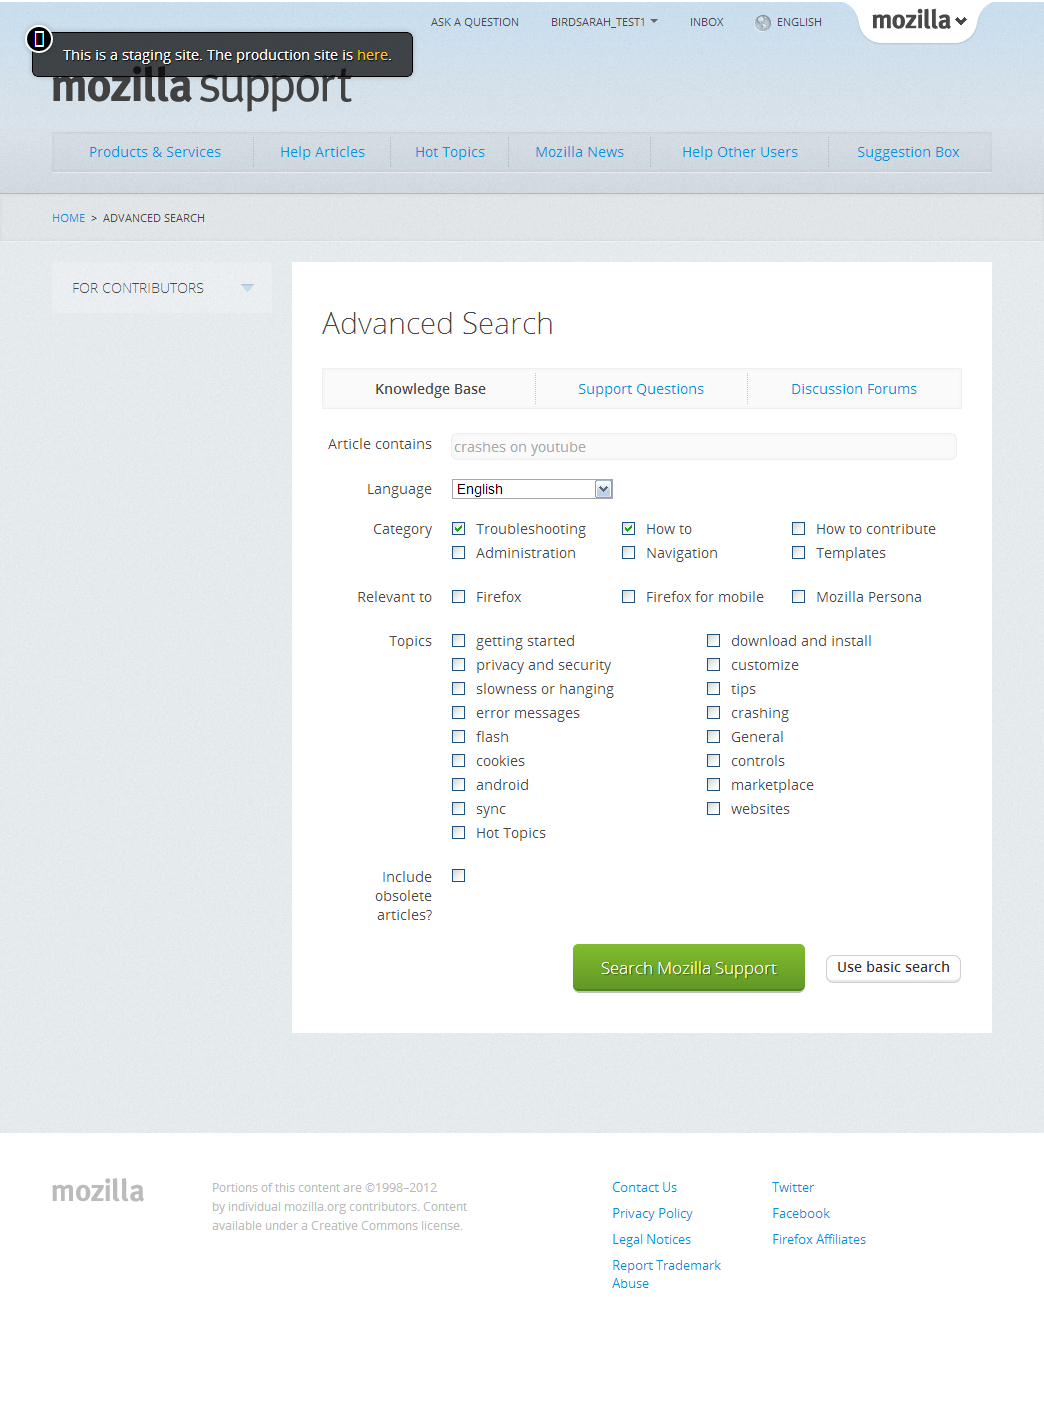 ASK A QUESTION BIRDSARAH_TEST1 INBOX ENGLISH mozilla
This is a staging site. The production site is here.
mozilla support
Products & Services Help Articles Hot Topics Mozilla News Help Other Users Suggestion Box
HOME > ADVANCED SEARCH
FOR CONTRIBUTORS
Advanced Search
Knowledge Base Support Questions Discussion Forums
Article contains crashes on youtube
Language English
Category Troubleshooting How to How to contribute
Administration Navigation Templates
Relevant to Firefox Firefox for mobile Mozilla Persona
Topics getting started download and install
privacy and security customize
slowness or hanging tips
error messages crashing
flash General
cookies controls
android marketplace
sync websites
Hot Topics
Include
obsolete
articles?
Search Mozilla Support Use basic search
mozilla
Portions of this content are ©1998–2012
by individual mozilla.org contributors. Content
available under a Creative Commons license.
Contact Us
Privacy Policy
Legal Notices
Report Trademark
Abuse
Twitter
Facebook
Firefox Affiliates